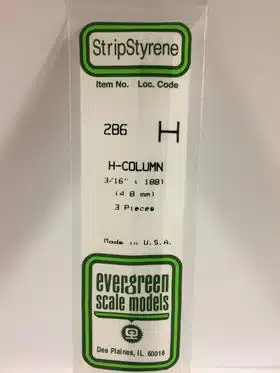 StripStyrene
Item No. Loc. Code
286 H
H-COLUMN
3/16" (.188)
(4.8 mm)
3 Pieces
Made in U.S.A.
evergreen
scale models
Des Plaines, IL 60018